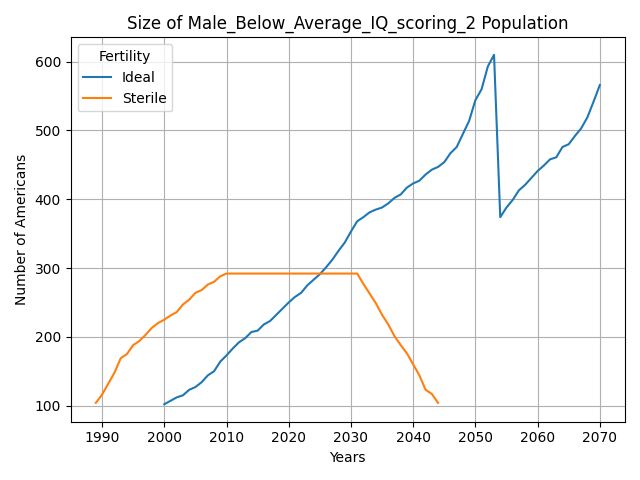 Size of Male_Below_Average_IQ_scoring_2 Population
Fertility
Ideal
Sterile
Number of Americans
600
500
400
300
200
100
1990 2000 2010 2020 2030 2040 2050 2060 2070
Years